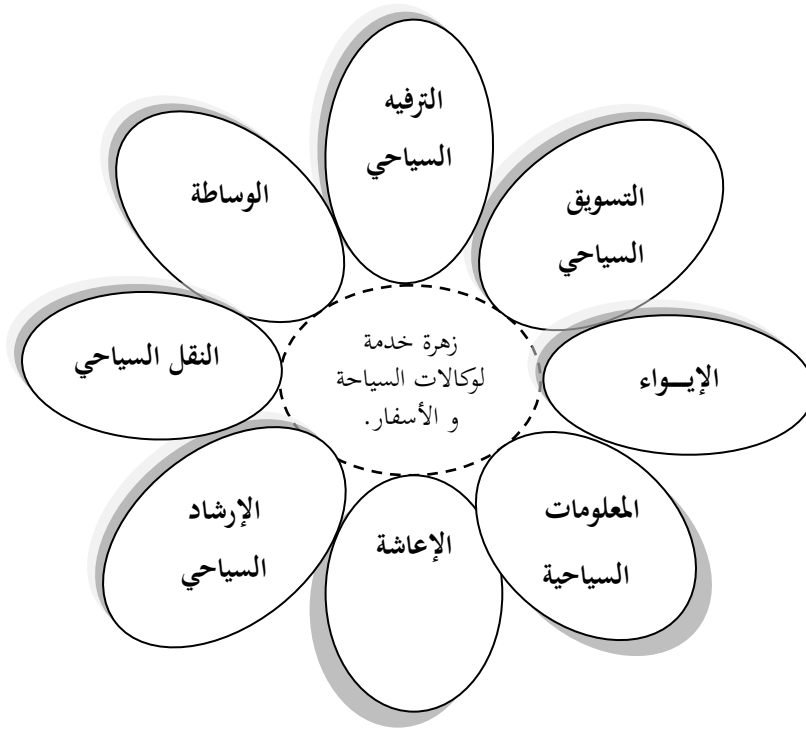 الترفيه
السياحي
التسويق
السياحي
الإيــواء
المعلومات
السياحية
الإعاشة
الإرشاد
السياحي
النقل السياحي
الوساطة
زهرة خدمة
لوكالات السياحة
و الأسفار.